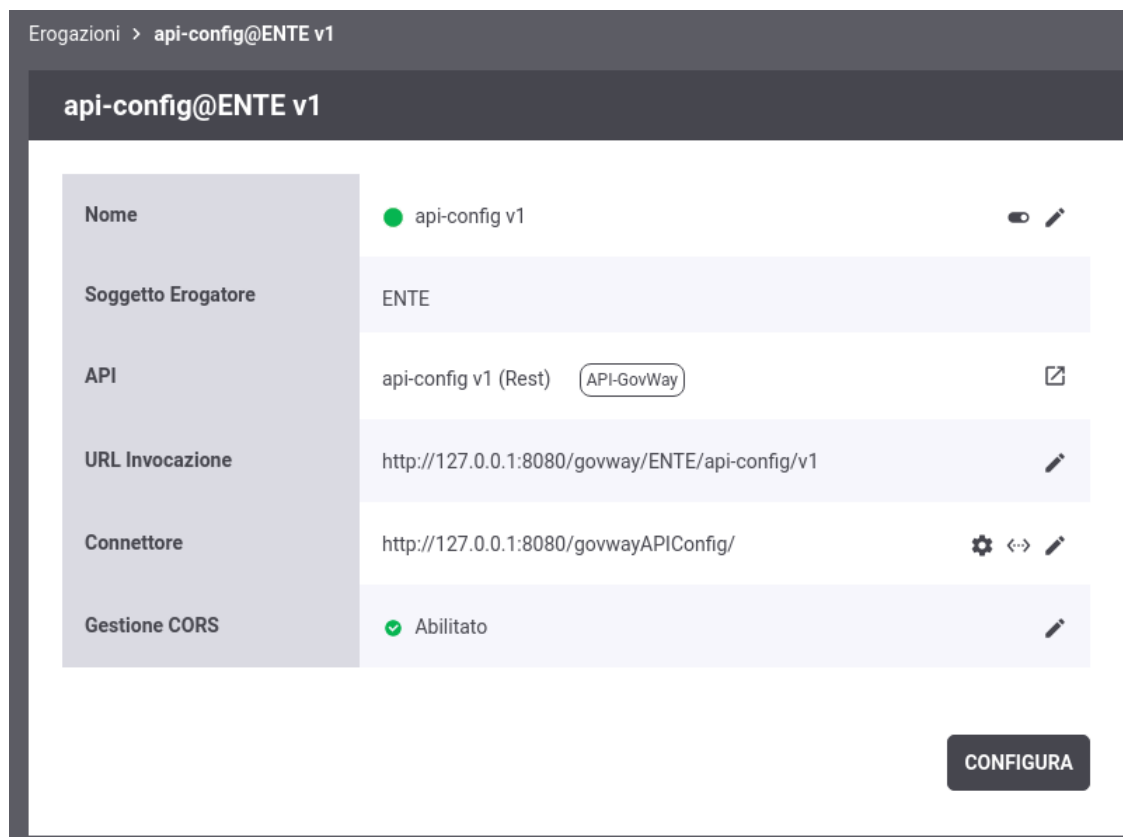 Erogazioni > api-config@ENTE v1
api-config@ENTE v1
Nome api-config v1
Soggetto Erogatore ENTE
API api-config v1 (Rest) API-GovWay
URL Invocazione http://127.0.0.1:8080/govway/ENTE/api-config/v1
Connettore http://127.0.0.1:8080/govwayAPIConfig/
Gestione CORS Abilitato
CONFIGURA